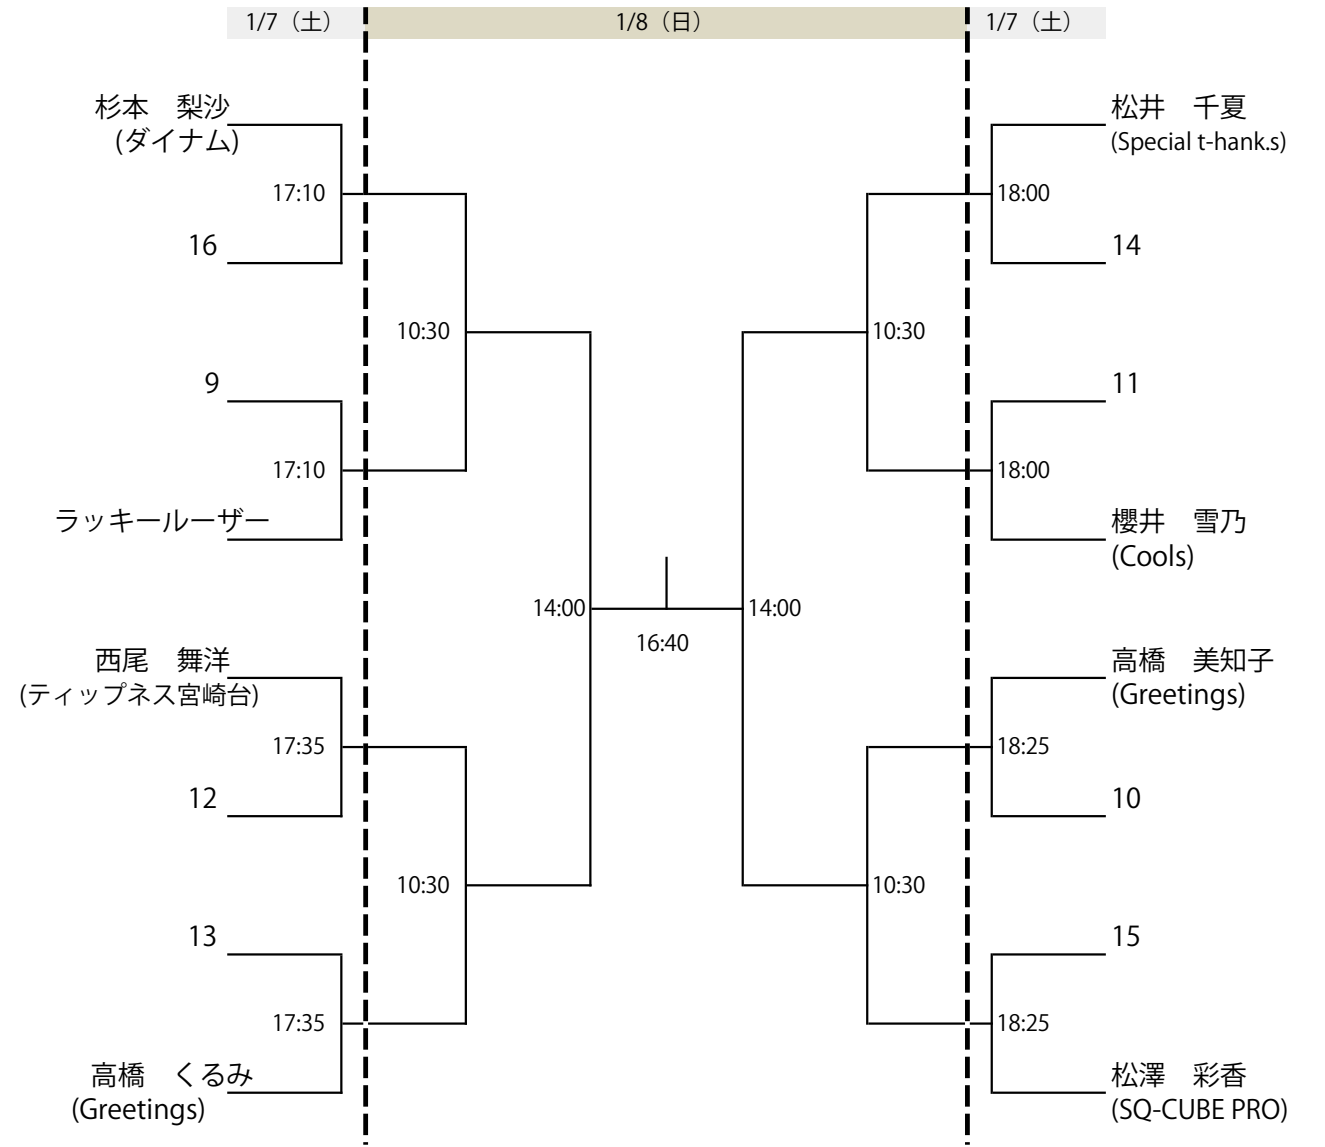 1/7（土）
1/8（日）
1/7（土）
杉本　梨沙
(ダイナム)
17:10
16
10:30
9
17:10
ラッキールーザー
14:00
西尾　舞洋
(ティップネス宮崎台)
17:35
12
10:30
13
17:35
高橋　くるみ
(Greetings)
16:40
松井　千夏
(Special t-hank.s)
18:00
14
10:30
11
18:00
櫻井　雪乃
(Cools)
14:00
高橋　美知子
(Greetings)
18:25
10
10:30
15
18:25
松澤　彩香
(SQ-CUBE PRO)